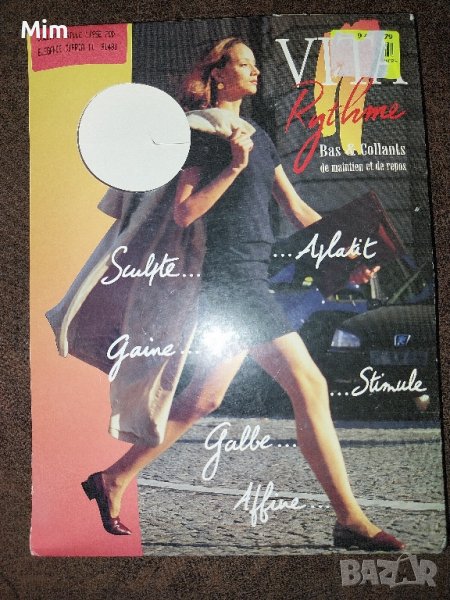 Mim
VITA
Rythme
Bas & Collants
de maintien et de repos
Sculpte...
...Aplatit
Gaine...
...Stimule
Galbe...
Affine...
BAZAR